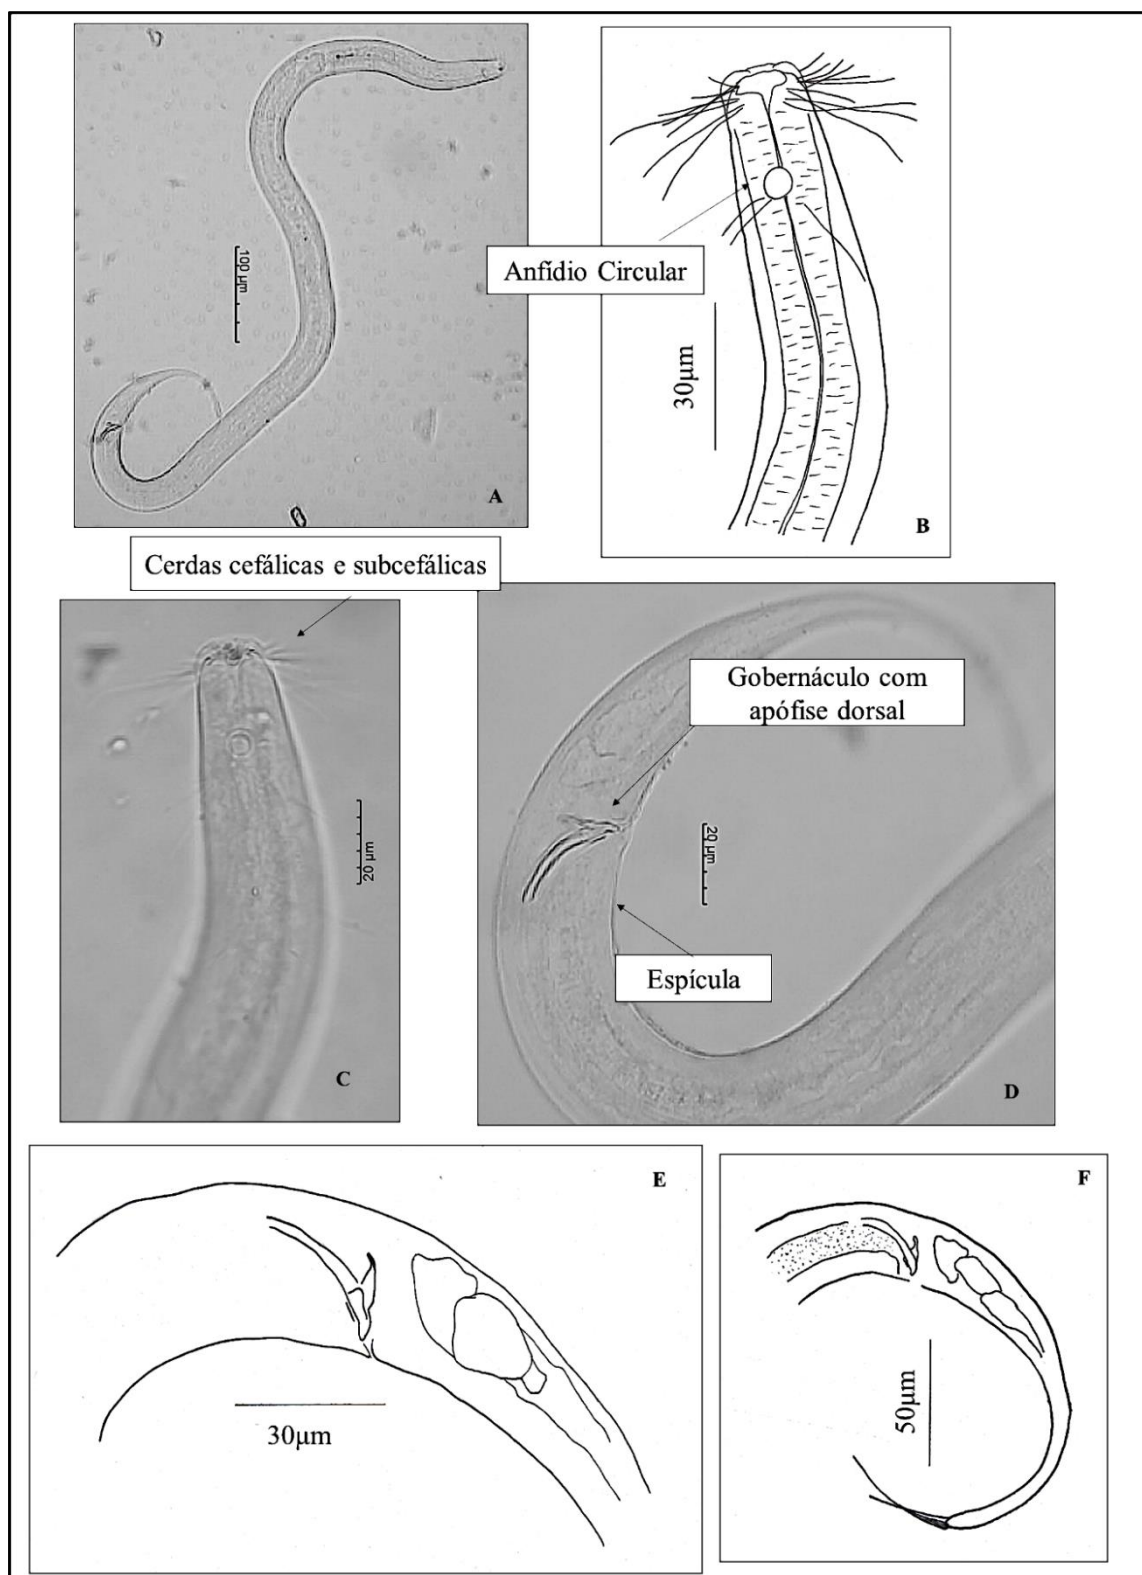 100 µm
A
Anfídio Circular
30µm
B
Cerdas cefálicas e subcefálicas
20 µm
C
Gobernáculo com
apófise dorsal
20 µm
Espícula
D
E
30µm
F
50µm